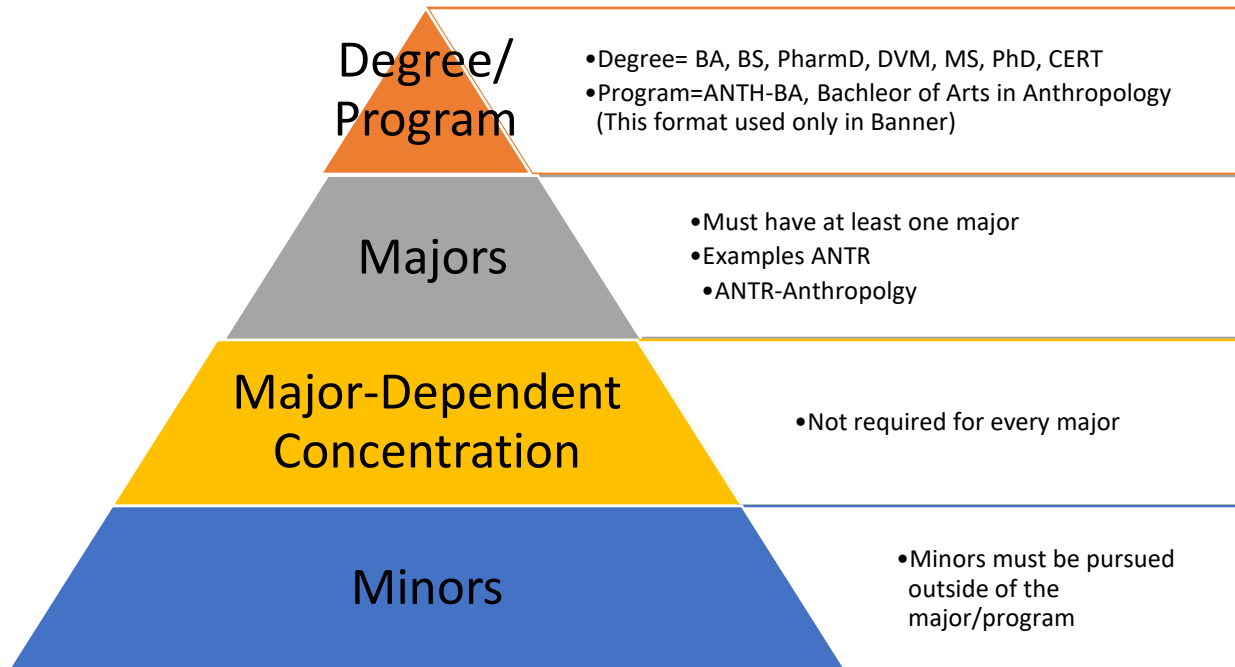 Degree/
Program
•Degree= BA, BS, PharmD, DVM, MS, PhD, CERT
•Program=ANTH-BA, Bachleor of Arts in Anthropology
(This format used only in Banner)
Majors
•Must have at least one major
•Examples ANTR
•ANTR-Anthropolgy
Major-Dependent
Concentration
•Not required for every major
Minors
•Minors must be pursued
outside of the
major/program